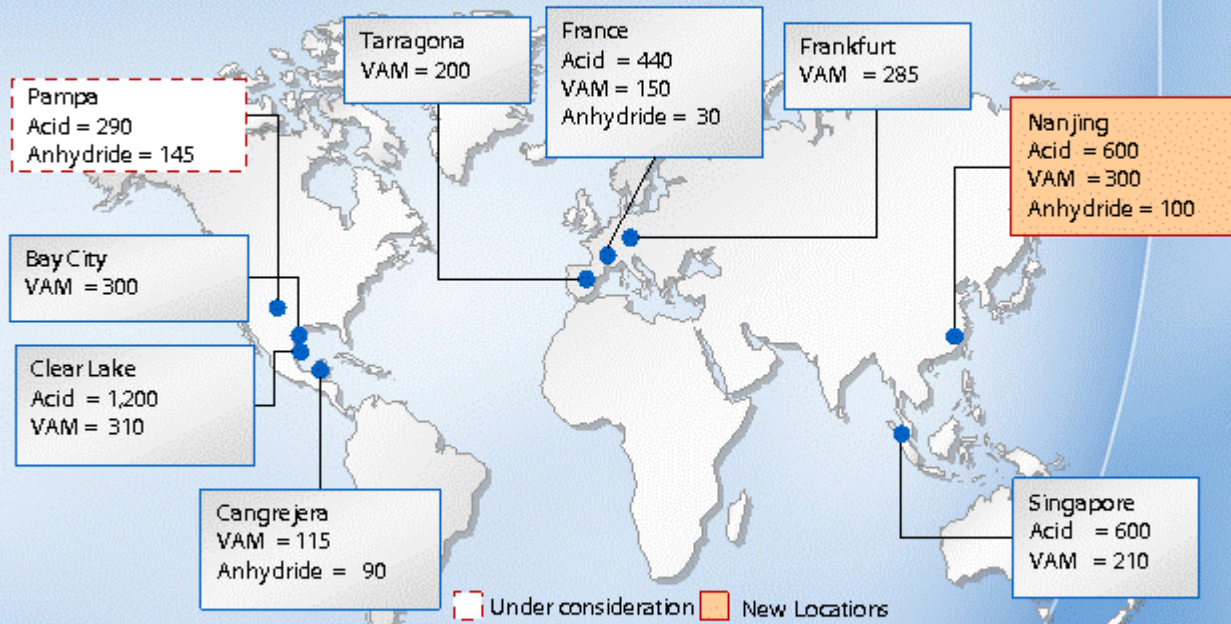 Tarragona
VAM = 200
France
Acid = 440
VAM = 150
Anhydride = 30
Frankfurt
VAM = 285
Pampa
Acid = 290
Anhydride = 145
Nanjing
Acid = 600
VAM = 300
Anhydride = 100
Bay City
VAM = 300
Clear Lake
Acid = 1,200
VAM = 310
Cangrejera
VAM = 115
Anhydride = 90
Singapore
Acid = 600
VAM = 210
Under consideration
New Locations